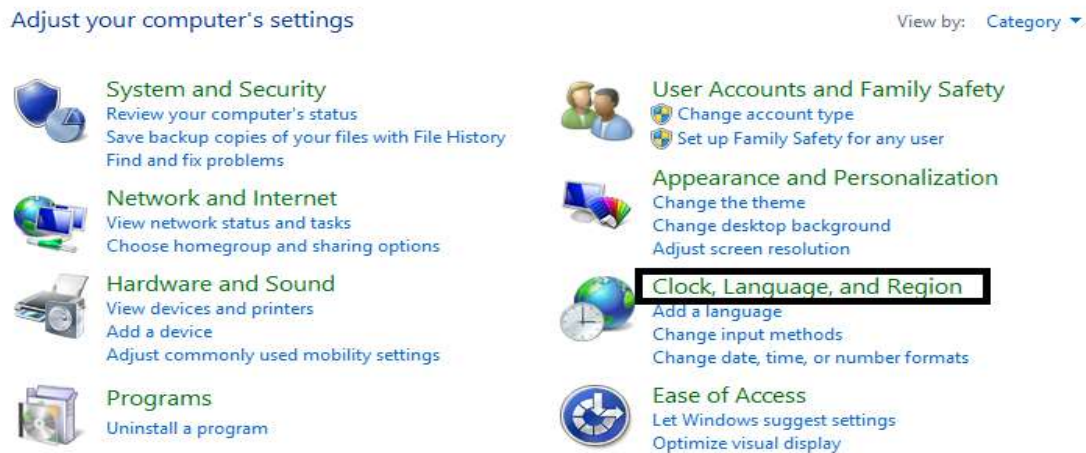 Adjust your computer's settings
View by: Category
System and Security
Review your computer's status
Save backup copies of your files with File History
Find and fix problems
Network and Internet
View network status and tasks
Choose homegroup and sharing options
Hardware and Sound
View devices and printers
Add a device
Adjust commonly used mobility settings
Programs
Uninstall a program
User Accounts and Family Safety
Change account type
Set up Family Safety for any user
Appearance and Personalization
Change the theme
Change desktop background
Adjust screen resolution
Clock, Language, and Region
Add a language
Change input methods
Change date, time, or number formats
Ease of Access
Let Windows suggest settings
Optimize visual display